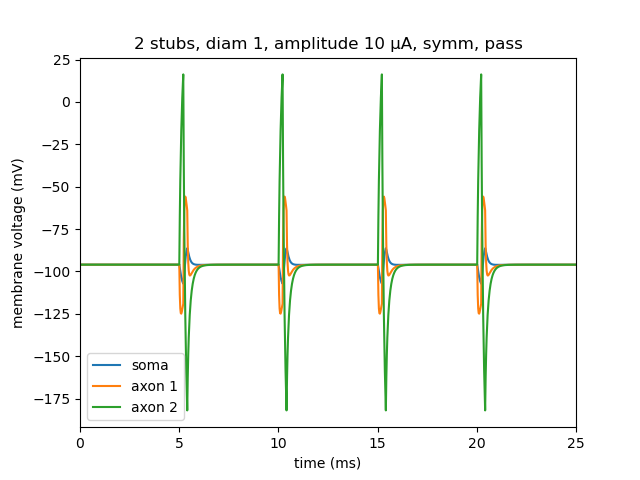 2 stubs, diam 1, amplitude 10 μA, symm, pass
membrane voltage (mV)
25
0
−25
−50
−75
−100
−125
−150
−175
soma
axon 1
axon 2
0
5
10
15
20
25
time (ms)